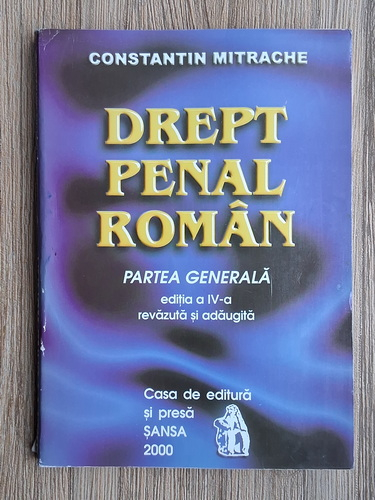 CONSTANTIN MITRACHE
DREPT
PENAL
ROMÂN
PARTEA GENERALĂ
ediția a IV-a
revăzută și adăugită
Casa de editură
și presă
ȘANSA
2000